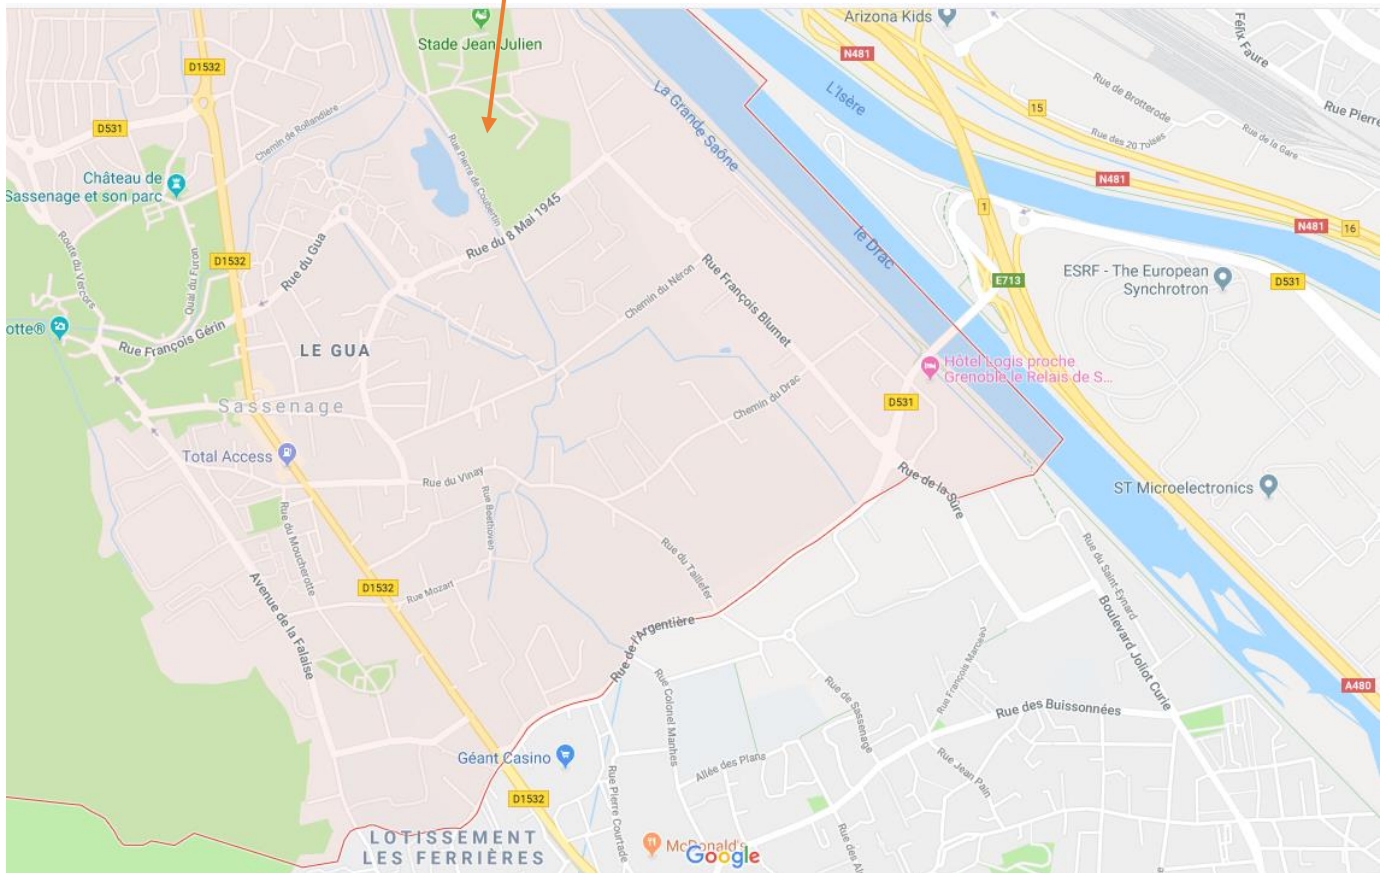 Arizona Kids
Stade Jean Julien
D1532
N481
Félix Faure
Rue de Brotterode
Rue Pierre
15
La Grande Saône
L'Isère
D531
Chemin de Rollandière
Rue Pierre de Coubertin
Rue des 20 Toises
Rue de la Gare
Château de
Sassenage et son parc
N481
1
N481
16
Rue du 8 Mai 1945
Route du Vercors
Quai du Furon
D1532
Rue du Gua
le Drac
E713
ESRF - The European
Synchrotron
D531
Rue François Blumet
Chemin du Néron
otte®
Rue François Gérin
LE GUA
Hôtel Logis proche
Grenoble le Relais de S...
Sassenage
Chemin du Drac
D531
Total Access
Rue du Vinay
Rue de la Sûre
ST Microelectronics
Rue du Moucherotte
Rue Beethoven
Rue du Taillefer
Rue du Saint-Eynard
D1532
Rue Mozart
Avenue de la Falaise
Rue de l'Argentière
Boulevard Joliot Curie
Rue François Marceau
Rue Colonel Manhes
Rue de Sassenage
A480
Rue des Buissonnées
Géant Casino
Allée des Plans
Rue Jean Pain
D1532
Rue Pierre Courtade
LOTISSEMENT
LES FERRIÈRES
McDonald's
Google
Rue des Al